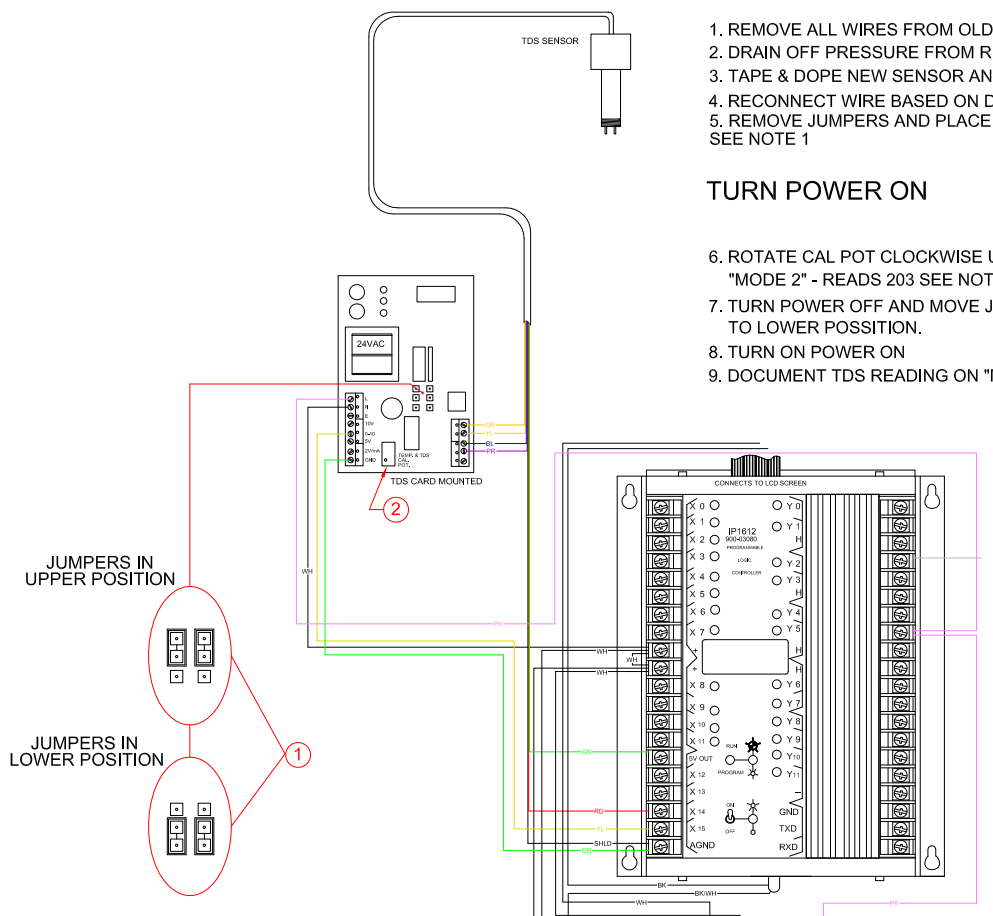 TDS SENSOR
1. REMOVE ALL WIRES FROM OLD
2. DRAIN OFF PRESSURE FROM R
3. TAPE & DOPE NEW SENSOR AN
4. RECONNECT WIRE BASED ON D
5. REMOVE JUMPERS AND PLACE
SEE NOTE 1
TURN POWER ON
6. ROTATE CAL POT CLOCKWISE U
"MODE 2" - READS 203 SEE NOT
7. TURN POWER OFF AND MOVE J
TO LOWER POSSITION.
8. TURN ON POWER ON
9. DOCUMENT TDS READING ON "M
24VAC
L
N
E
10V
0-10
5V
2V/mA
GND
TEMP. & TDS
CAL.
POT.
OR
YL
BL
PR
TDS CARD MOUNTED
2
JUMPERS IN
UPPER POSITION
JUMPERS IN
LOWER POSITION
1
WH
PK
WH
WH
WH
GN
RD
YL
SHLD
GN
BK
BK/WH
WH
PK
CONNECTS TO LCD SCREEN
X 0
X 1
X 2
X 3
X 4
X 5
X 6
X 7
+
+
X 8
X 9
X 10
X 11
5V OUT
X 12
X 13
X 14
X 15
AGND
IP1612
900-03080
PROGRAMMABLE
LOGIC
CONTROLLER
RUN
PROGRAM
ON
OFF
Y 0
Y 1
H
Y 2
Y 3
H
Y 4
Y 5
H
H
Y 6
Y 7
Y 8
Y 9
Y10
Y11
–
GND
TXD
RXD